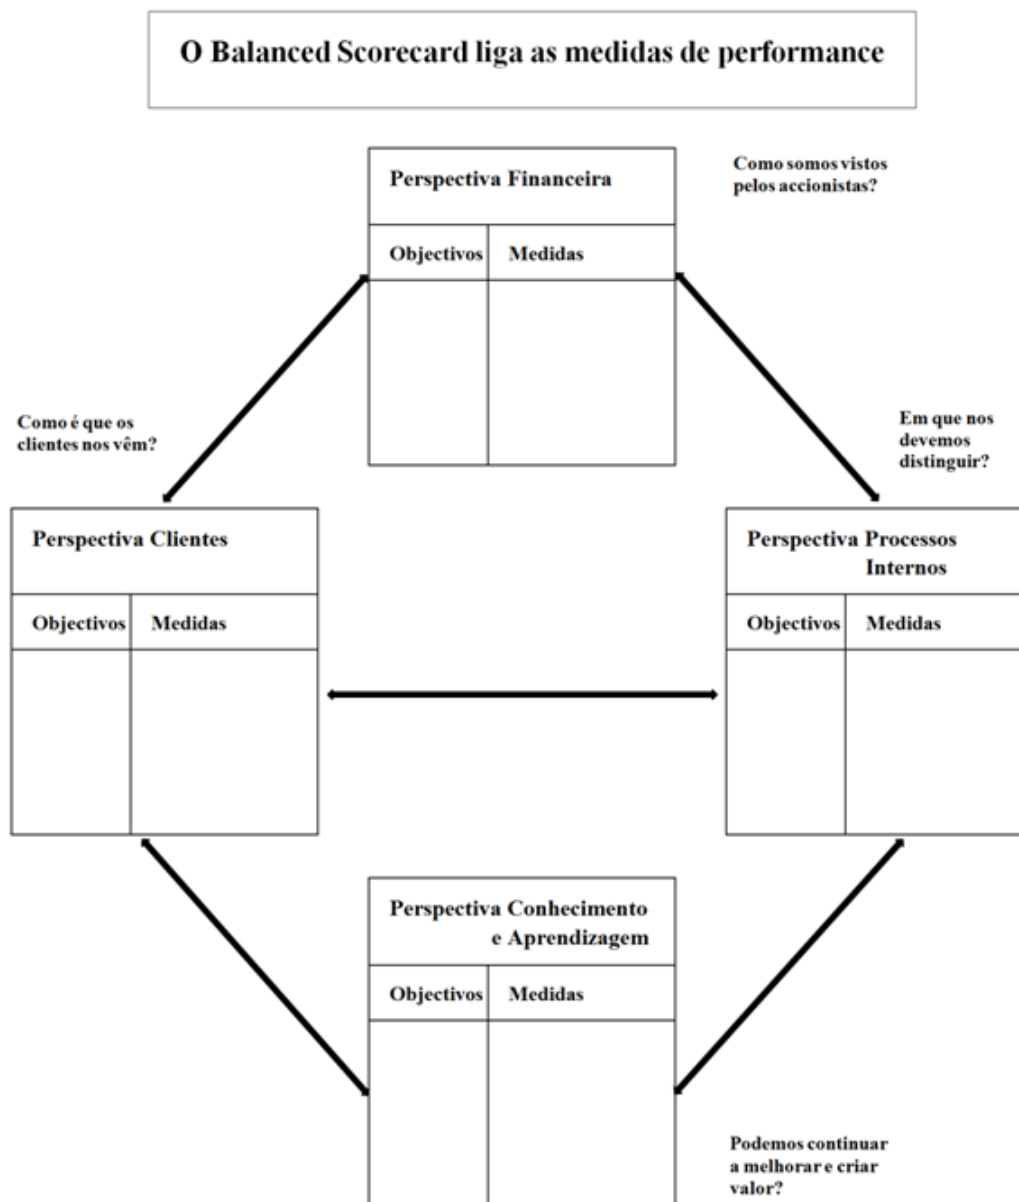 O Balanced Scorecard liga as medidas de performance
Perspectiva Financeira
Objectivos Medidas
Como somos vistos
pelos accionistas?
Como é que os
clientes nos vêm?
Em que nos
devemos
distinguir?
Perspectiva Clientes
Objectivos Medidas
Perspectiva Processos
Internos
Objectivos Medidas
Perspectiva Conhecimento
e Aprendizagem
Objectivos Medidas
Podemos continuar
a melhorar e criar
valor?